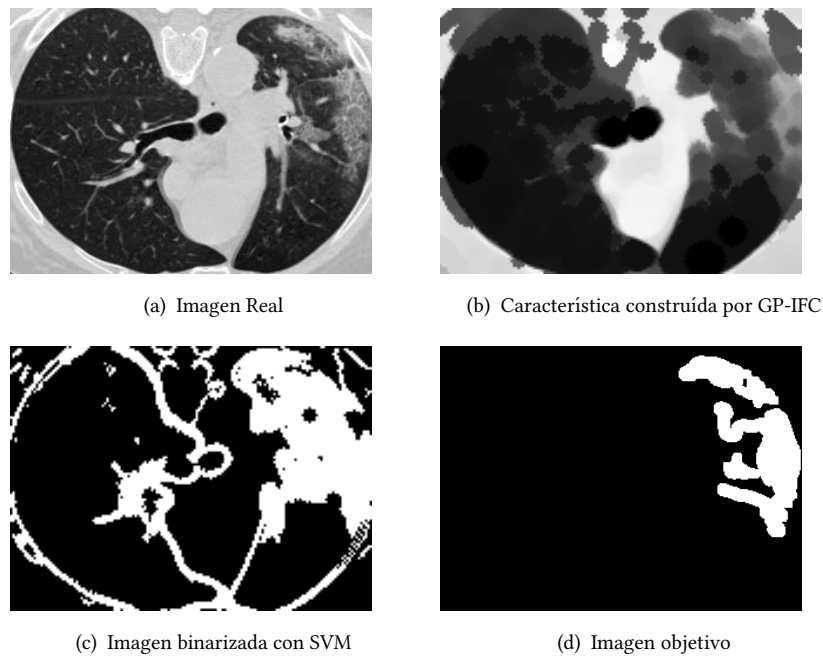 (a) Imagen Real
(b) Característica construída por GP-IFC
(c) Imagen binarizada con SVM
(d) Imagen objetivo